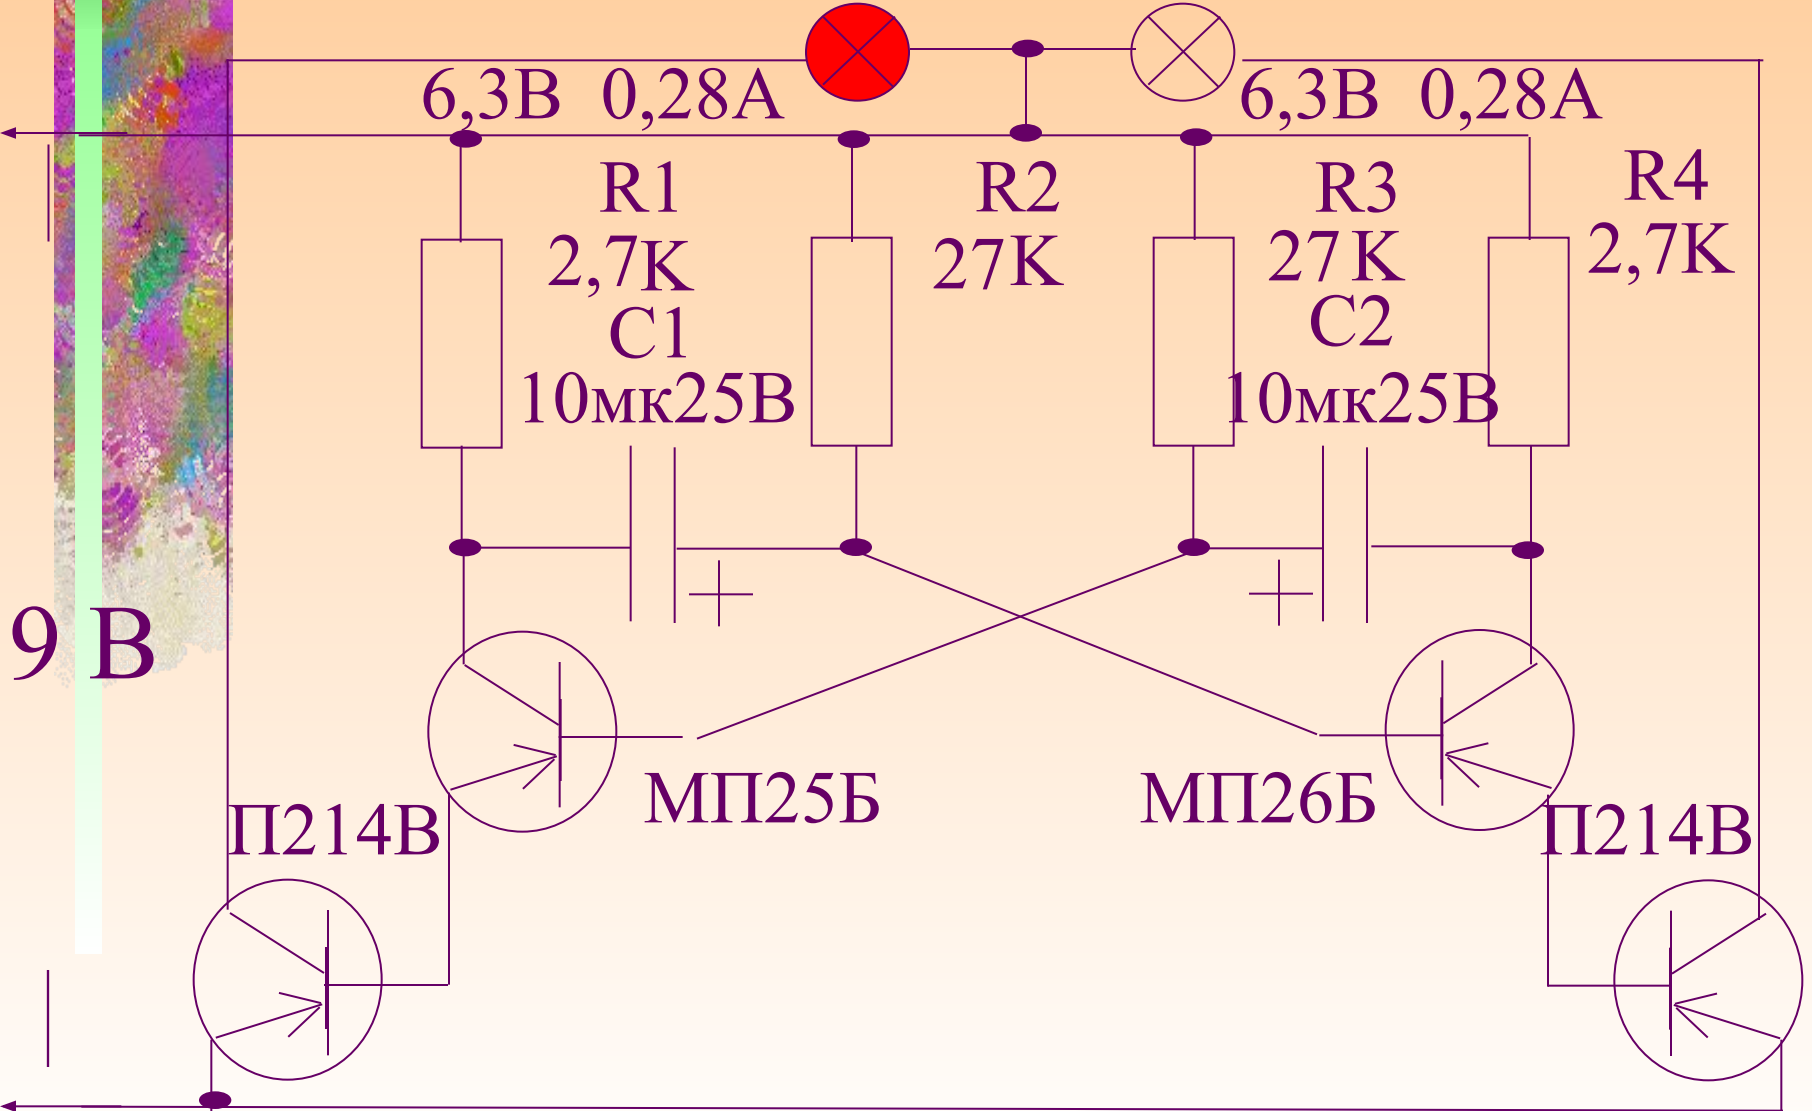 6,3В 0,28А
6,3В 0,28А
R1
2,7К
R2
27К
R3
27К
R4
2,7К
С1
10мк25В
С2
10мк25В
9 В
МП25Б
МП26Б
П214В
П214В